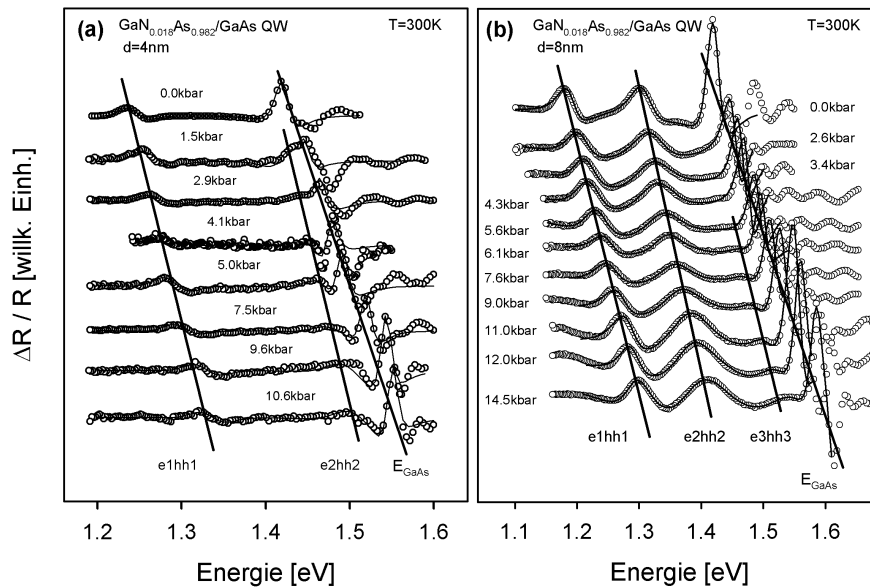 (a) GaN0.018As0.982/GaAs QW T=300K
d=4nm
0.0kbar
1.5kbar
2.9kbar
4.1kbar
5.0kbar
7.5kbar
9.6kbar
10.6kbar
e1hh1
e2hh2
EGaAs
1.2 1.3 1.4 1.5 1.6
Energie [eV]
ΔR / R [willk. Einh.]
(b) GaN0.018As0.982/GaAs QW T=300K
d=8nm
0.0kbar
2.6kbar
3.4kbar
4.3kbar
5.6kbar
6.1kbar
7.6kbar
9.0kbar
11.0kbar
12.0kbar
14.5kbar
e1hh1
e2hh2
e3hh3
EGaAs
1.1 1.2 1.3 1.4 1.5 1.6
Energie [eV]